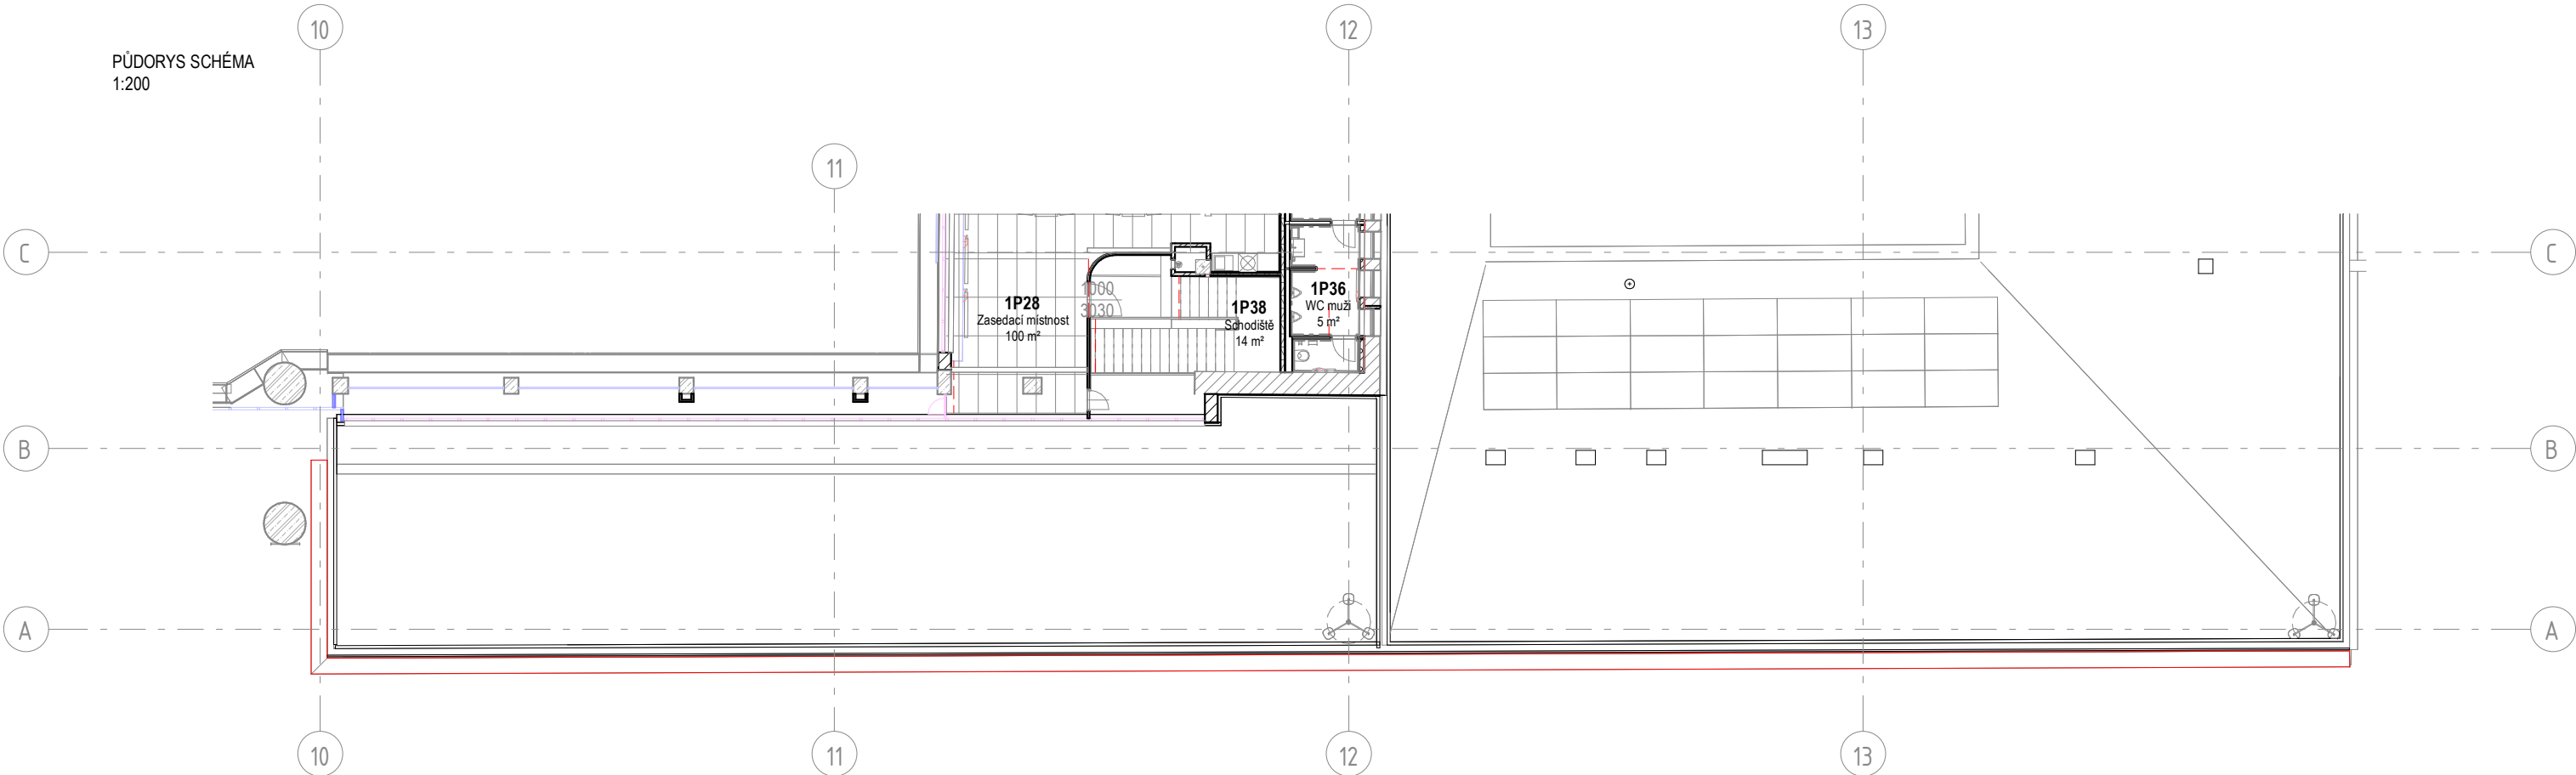 10
12
13
PŮDORYS SCHÉMA
1:200
11
C
C
1P28
Zasedací místnost
100 m²
1000
3030
1P38
Schodiště
14 m²
1P36
WC muži
5 m²
B
B
A
A
10
11
12
13